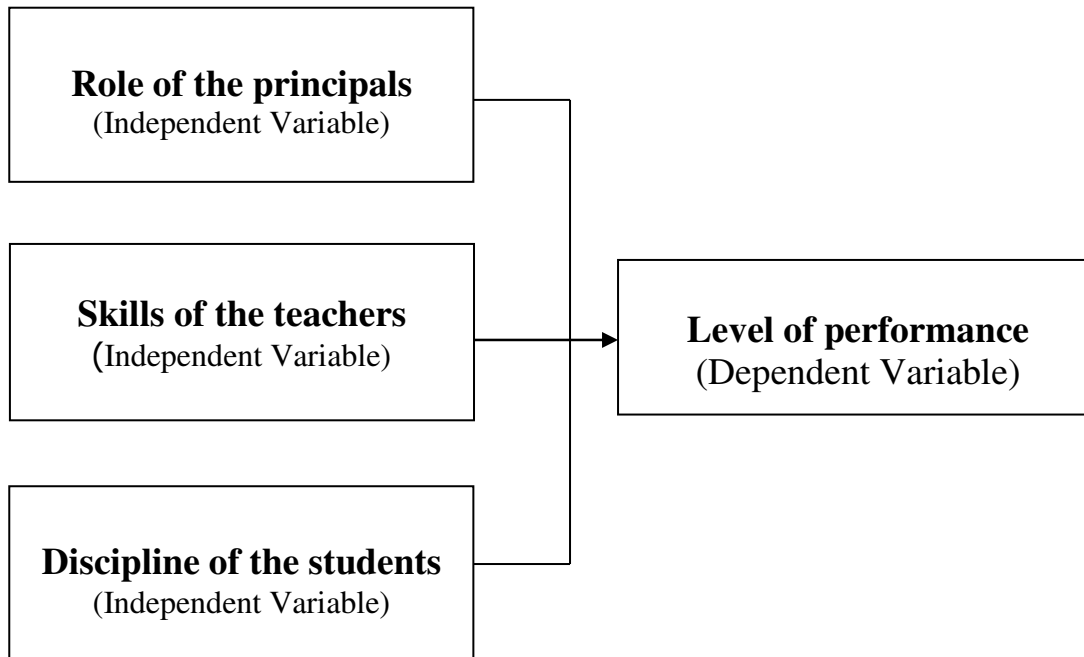 Role of the principals
(Independent Variable)
Skills of the teachers
(Independent Variable)
Level of performance
(Dependent Variable)
Discipline of the students
(Independent Variable)